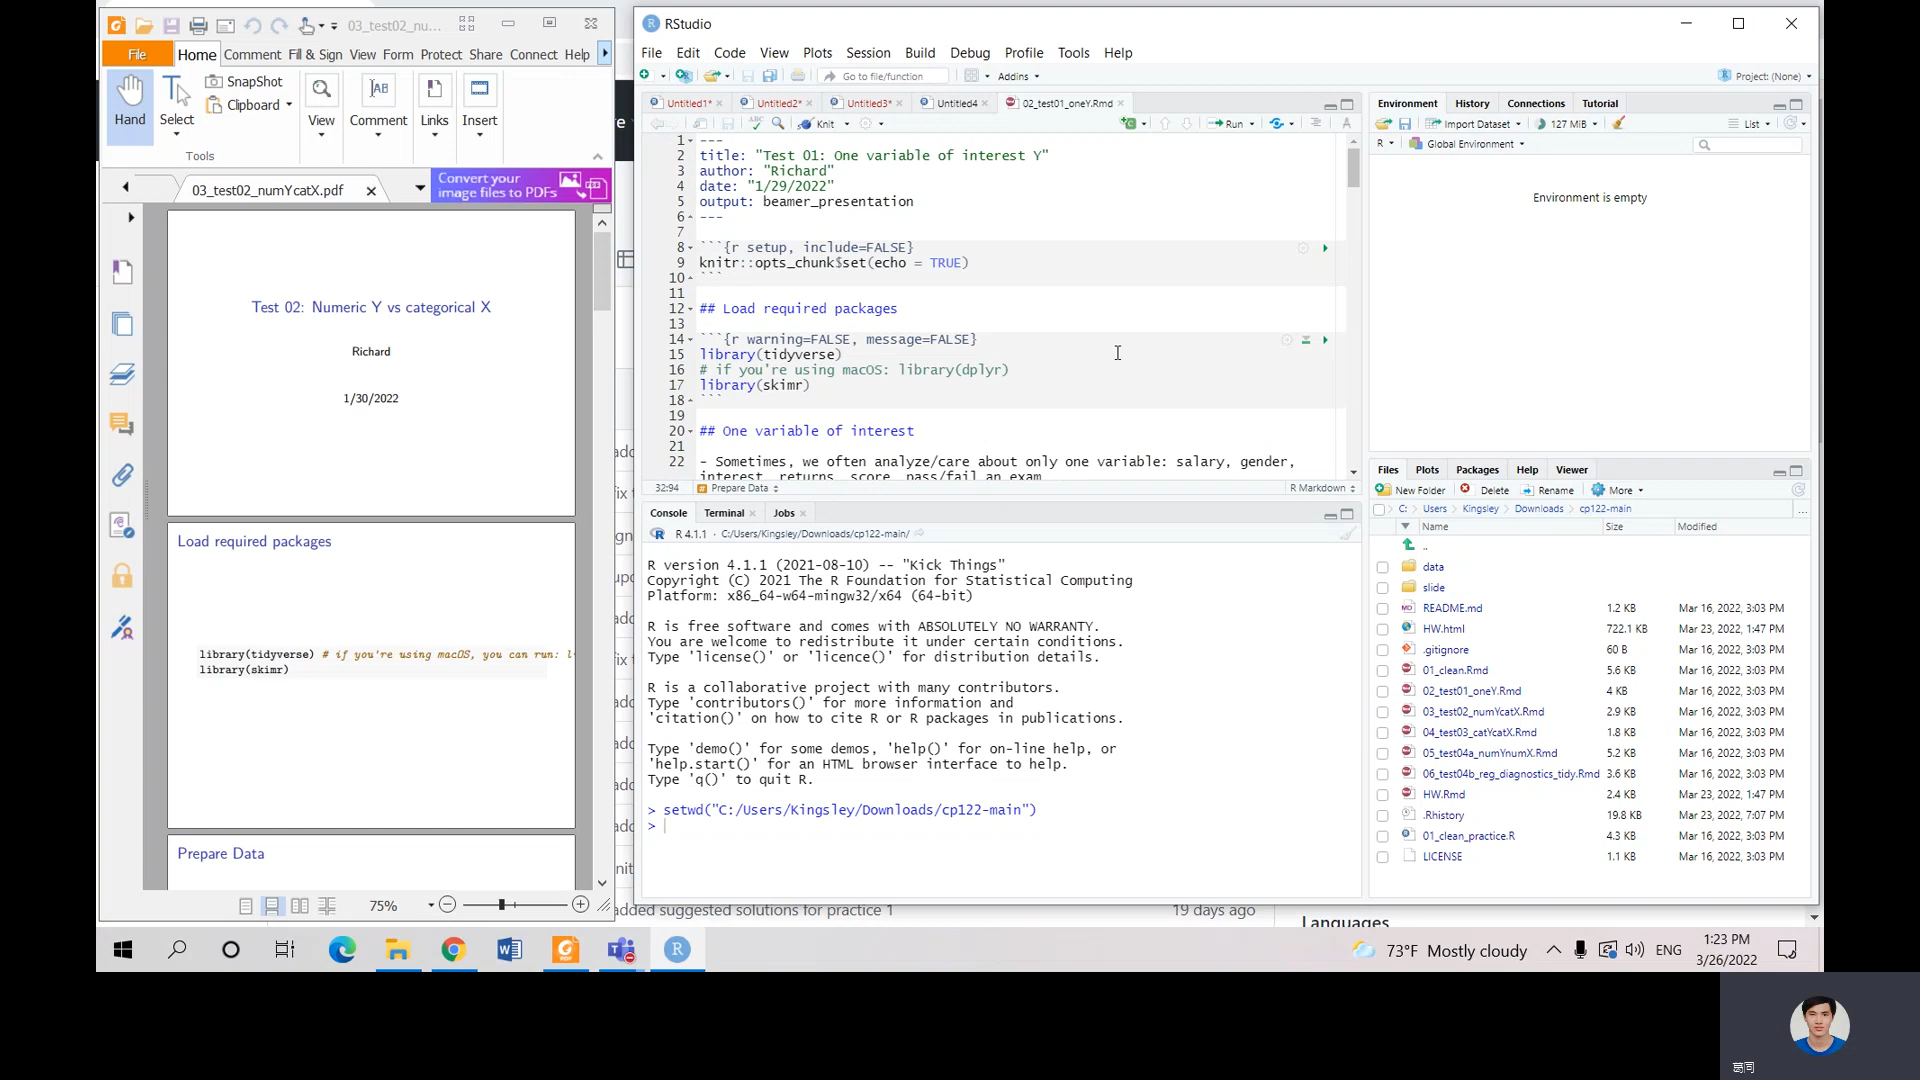 03_test02_nu...
File Home Comment Fill & Sign View Form Protect Share Connect Help
Hand
Select
SnapShot
Clipboard
View
Comment
Links
Insert
Tools
03_test02_numYcatX.pdf
Convert your
image files to PDFs
Test 02: Numeric Y vs categorical X
Richard
1/30/2022
Load required packages
library(tidyverse) # if you're using macOS, you can run: l
library(skimr)
Prepare Data
75%
RStudio
File Edit Code View Plots Session Build Debug Profile Tools Help
Go to file/function
Addins
Project: (None)
Untitled1* Untitled2* Untitled3* Untitled4 02_test01_oneY.Rmd
Knit
Run
1 ---
2 title: "Test 01: One variable of interest Y"
3 author: "Richard"
4 date: "1/29/2022"
5 output: beamer_presentation
6 ---
7
8 ```{r setup, include=FALSE}
9 knitr::opts_chunk$set(echo = TRUE)
10 ```
11
12 ## Load required packages
13
14 ```{r warning=FALSE, message=FALSE}
15 library(tidyverse)
16 # if you're using macOS: library(dplyr)
17 library(skimr)
18 ```
19
20 ## One variable of interest
21
22 - Sometimes, we often analyze/care about only one variable: salary, gender,
interest, returns, score, pass/fail an exam
32:94 # Prepare Data R Markdown
Console Terminal Jobs
R 4.1.1 · C:/Users/Kingsley/Downloads/cp122-main/
R version 4.1.1 (2021-08-10) -- "Kick Things"
Copyright (C) 2021 The R Foundation for Statistical Computing
Platform: x86_64-w64-mingw32/x64 (64-bit)
R is free software and comes with ABSOLUTELY NO WARRANTY.
You are welcome to redistribute it under certain conditions.
Type 'license()' or 'licence()' for distribution details.
R is a collaborative project with many contributors.
Type 'contributors()' for more information and
'citation()' on how to cite R or R packages in publications.
Type 'demo()' for some demos, 'help()' for on-line help, or
'help.start()' for an HTML browser interface to help.
Type 'q()' to quit R.
> setwd("C:/Users/Kingsley/Downloads/cp122-main")
>
Environment History Connections Tutorial
Import Dataset 127 MiB List
R Global Environment
Environment is empty
Files Plots Packages Help Viewer
New Folder Delete Rename More
C: Users Kingsley Downloads cp122-main ...
Name Size Modified
..
data
slide
README.md 1.2 KB Mar 16, 2022, 3:03 PM
HW.html 722.1 KB Mar 23, 2022, 1:47 PM
.gitignore 60 B Mar 16, 2022, 3:03 PM
01_clean.Rmd 5.6 KB Mar 16, 2022, 3:03 PM
02_test01_oneY.Rmd 4 KB Mar 16, 2022, 3:03 PM
03_test02_numYcatX.Rmd 2.9 KB Mar 16, 2022, 3:03 PM
04_test03_catYcatX.Rmd 1.8 KB Mar 16, 2022, 3:03 PM
05_test04a_numYnumX.Rmd 5.2 KB Mar 16, 2022, 3:03 PM
06_test04b_reg_diagnostics_tidy.Rmd 3.6 KB Mar 16, 2022, 3:03 PM
HW.Rmd 2.4 KB Mar 23, 2022, 1:47 PM
.Rhistory 19.8 KB Mar 23, 2022, 7:07 PM
01_clean_practice.R 4.3 KB Mar 16, 2022, 3:03 PM
LICENSE 1.1 KB Mar 16, 2022, 3:03 PM
added suggested solutions for practice 1 19 days ago
Languages
73°F Mostly cloudy ENG 1:23 PM
3/26/2022